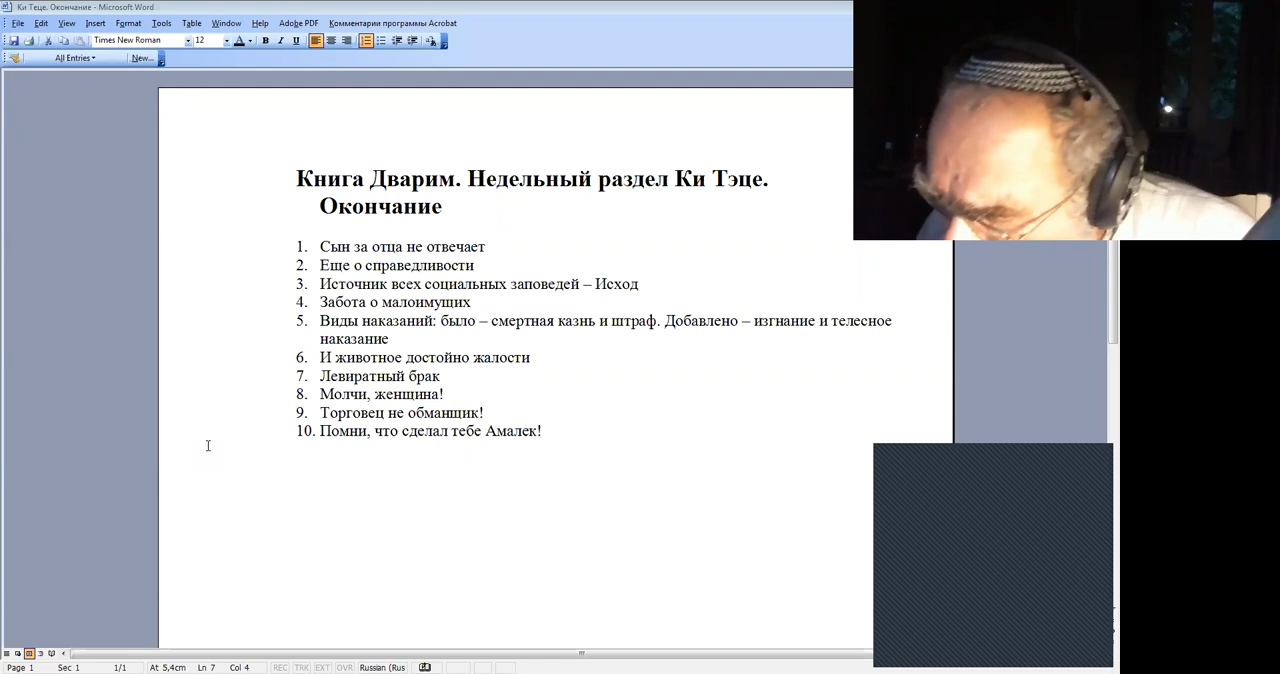 Ки Теце. Окончание - Microsoft Word
File Edit View Insert Format Tools Table Window Help Adobe PDF Комментарии программы Acrobat
Times New Roman 12 A B I U
All Entries New...
Книга Дварим. Недельный раздел Ки Тэце.
Окончание
1. Сын за отца не отвечает
2. Еще о справедливости
3. Источник всех социальных заповедей – Исход
4. Забота о малоимущих
5. Виды наказаний: было – смертная казнь и штраф. Добавлено – изгнание и телесное
наказание
6. И животное достойно жалости
7. Левиратный брак
8. Молчи, женщина!
9. Торговец не обманщик!
10. Помни, что сделал тебе Амалек!
Page 1 Sec 1 1/1 At 5,4cm Ln 7 Col 4 REC TRK EXT OVR Russian (Rus